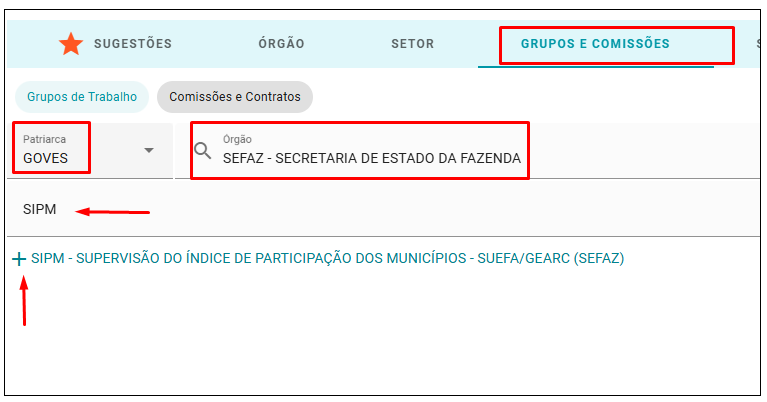 SUGESTÕES ÓRGÃO SETOR GRUPOS E COMISSÕES
Grupos de Trabalho Comissões e Contratos
Patriarca Órgão
GOVES SEFAZ - SECRETARIA DE ESTADO DA FAZENDA
SIPM
+ SIPM - SUPERVISÃO DO ÍNDICE DE PARTICIPAÇÃO DOS MUNICÍPIOS - SUEFA/GEARC (SEFAZ)